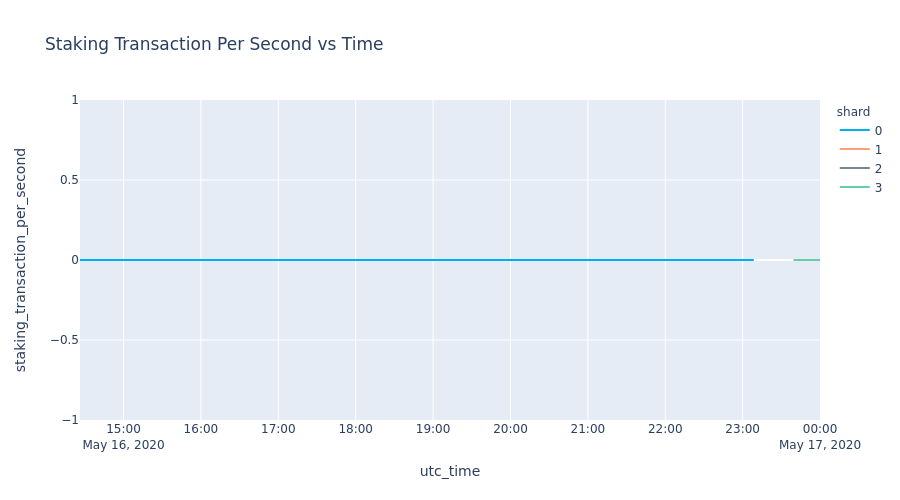 Staking Transaction Per Second vs Time
shard
0
1
2
3
staking_transaction_per_second
1
0.5
0
−0.5
−1
15:00 16:00 17:00 18:00 19:00 20:00 21:00 22:00 23:00 00:00
May 16, 2020 May 17, 2020
utc_time